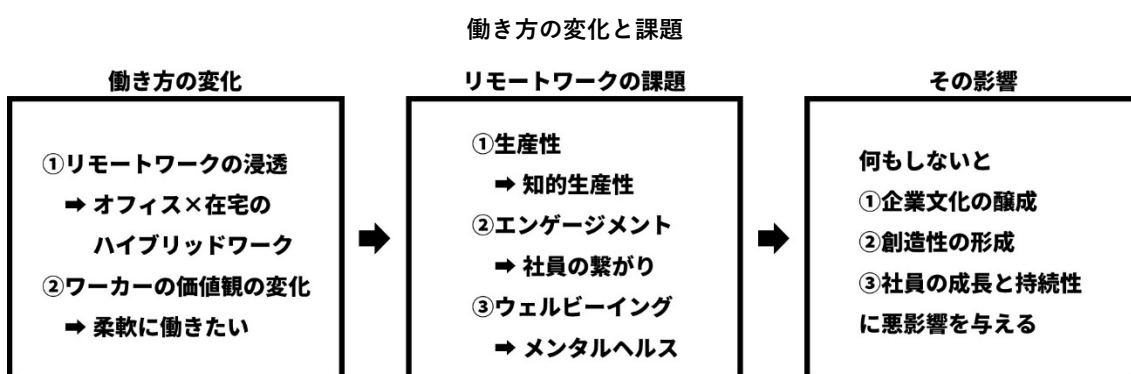 働き方の変化と課題
働き方の変化
①リモートワークの浸透
➡ オフィス×在宅の
ハイブリッドワーク
②ワーカーの価値観の変化
➡ 柔軟に働きたい
➡
リモートワークの課題
①生産性
➡ 知的生産性
②エンゲージメント
➡ 社員の繋がり
③ウェルビーイング
➡ メンタルヘルス
➡
その影響
何もしないと
①企業文化の醸成
②創造性の形成
③社員の成長と持続性
に悪影響を与える